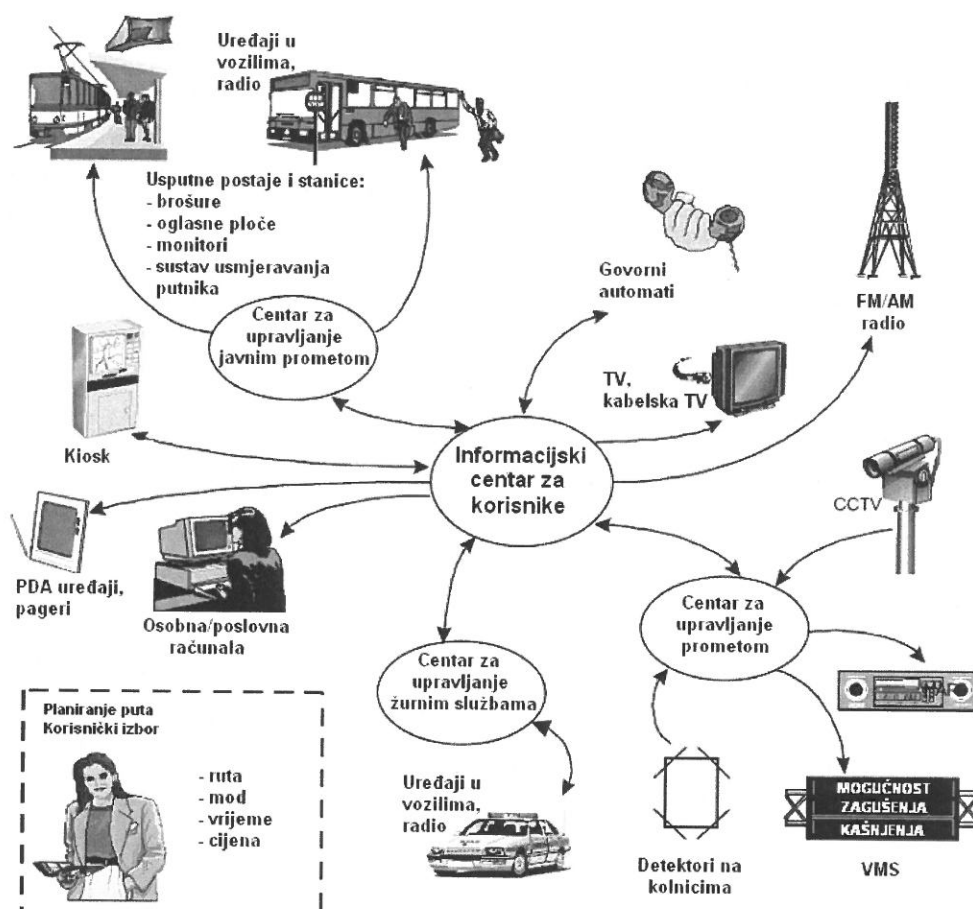 Uređaji u
vozilima,
radio
Usputne postaje i stanice:
- brošure
- oglasne ploče
- monitori
- sustav usmjeravanja
putnika
Govorni
automati
FM/AM
radio
Centar za
upravljanje
javnim prometom
TV,
kabelska TV
Kiosk
Informacijski
centar za
korisnike
CCTV
PDA uređaji,
pageri
Osobna/poslovna
računala
Centar za
upravljanje
prometom
Centar za
upravljanje
žurnim službama
Planiranje puta
Korisnički izbor
- ruta
- mod
- vrijeme
- cijena
Uređaji u
vozilima,
radio
Detektori na
kolnicima
MOGUĆNOST
ZAGUŠENJA
KAŠNJENJA
VMS